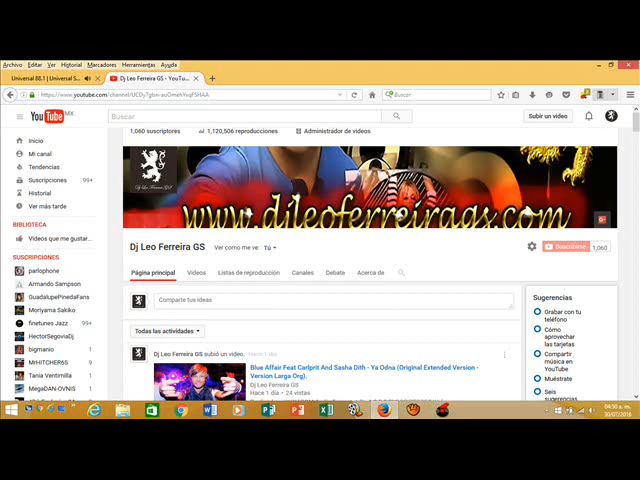 Archivo Editar Ver Historial Marcadores Herramientas Ayuda
Universal 88.1 | Universal S...
Dj Leo Ferreira GS - YouTu...
Buscar
YouTube MX
Buscar
Subir un video
1,060 suscriptores
1,120,506 reproducciones
Administrador de videos
Inicio
Mi canal
Tendencias
Suscripciones 99+
Historial
Ver más tarde
BIBLIOTECA
Videos que me gustar...
SUSCRIPCIONES
parlophone
Armando Sampson
GuadalupePinedaFans
Moriyama Sakiko
finetunes Jazz 99+
HectorSegoviaDj
bigmanio 1
MrHITCHER65 9
Tania Ventimilla 2
MegaDAN-OVNIS 1
Dj Leo Ferreira GS
www.djleoferreirags.com
Dj Leo Ferreira GS
Ver como me ve: Tú
Suscribirse 1,060
Página principal Videos Listas de reproducción Canales Debate Acerca de
Comparte tus ideas
Todas las actividades
Dj Leo Ferreira GS subió un video. Hace 1 día
Blue Affair Feat Carlprit And Sasha Dith - Ya Odna (Original Extended Version -
Version Larga Org).
Dj Leo Ferreira GS
Hace 1 día • 24 vistas
Sugerencias
Grabar con tu
teléfono
Cómo
aprovechar
las tarjetas
Compartir
música en
YouTube
Muéstrate
Seis
sugerencias
04:50 a. m.
30/07/2016